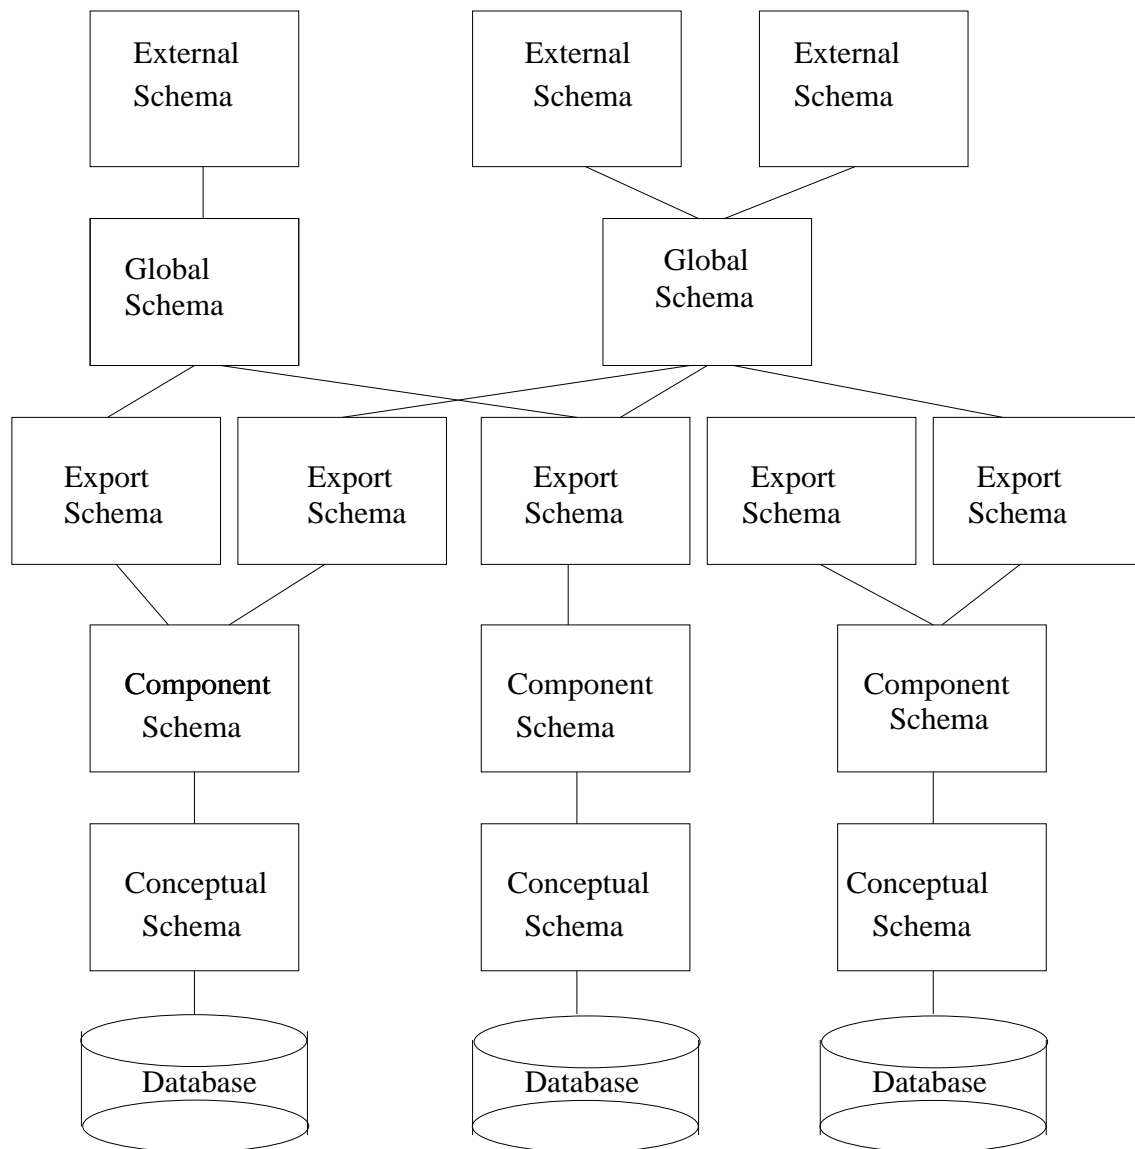 External
Schema
External
Schema
External
Schema
Global
Schema
Global
Schema
Export
Schema
Export
Schema
Export
Schema
Export
Schema
Export
Schema
Component
Schema
Component
Schema
Component
Schema
Conceptual
Schema
Conceptual
Schema
Conceptual
Schema
Database
Database
Database